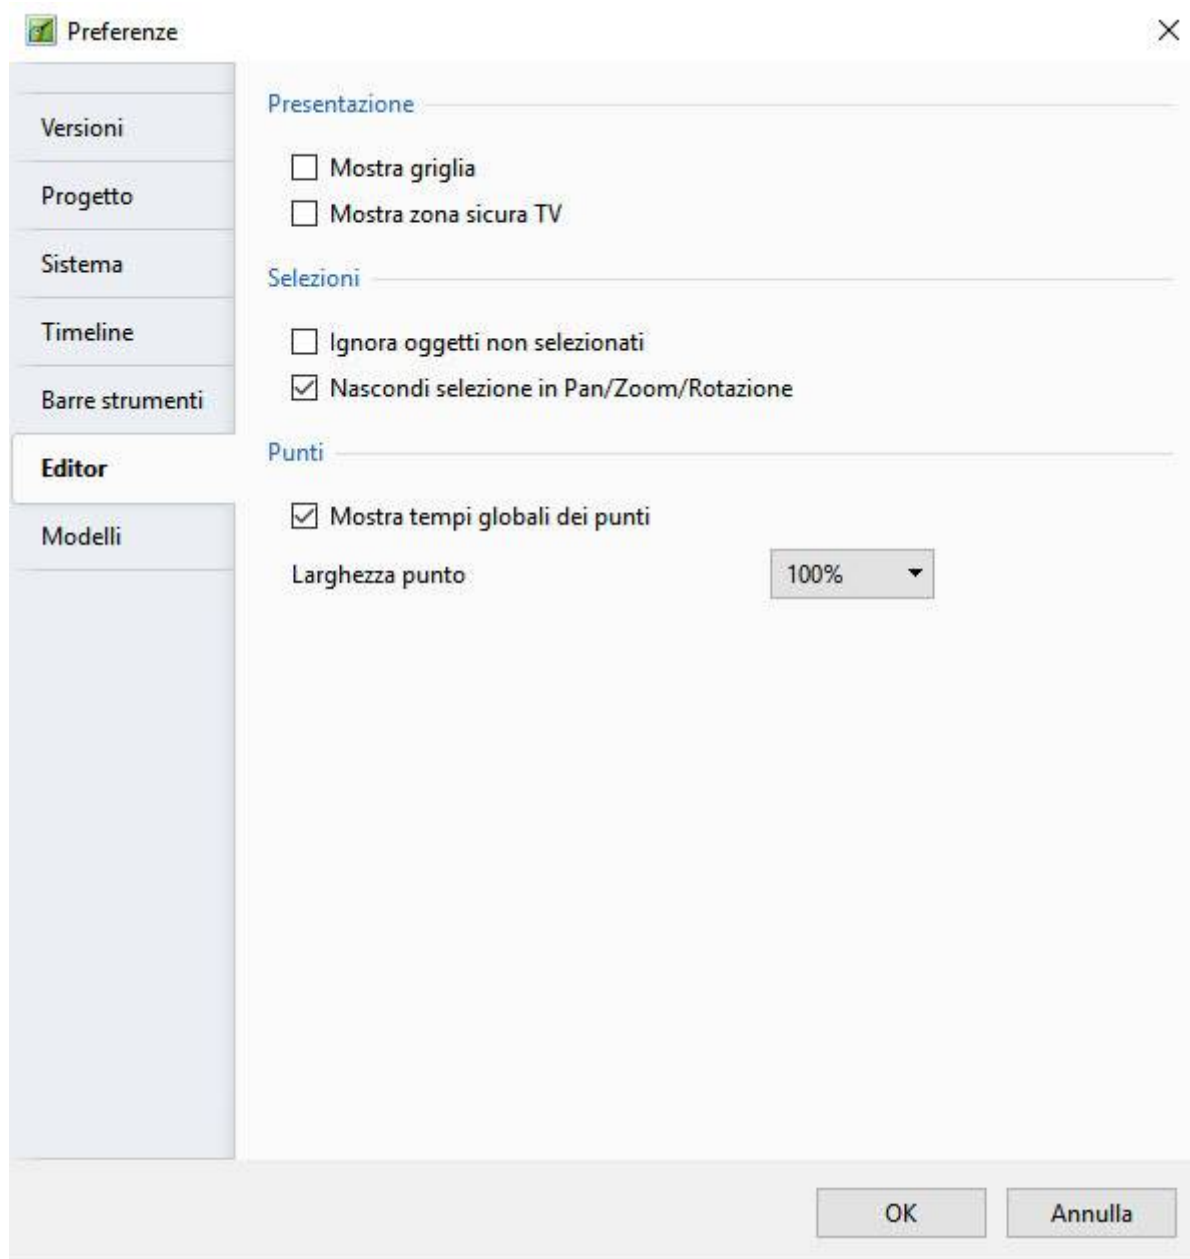 Preferenze
Versioni
Progetto
Sistema
Timeline
Barre strumenti
Editor
Modelli
Presentazione
Mostra griglia
Mostra zona sicura TV
Selezioni
Ignora oggetti non selezionati
Nascondi selezione in Pan/Zoom/Rotazione
Punti
Mostra tempi globali dei punti
Larghezza punto 100%
OK Annulla